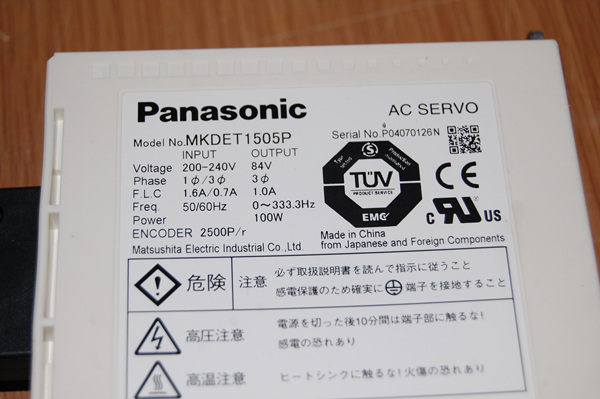 Panasonic AC SERVO
Model No.MKDET1505P Serial No.P04070126N
INPUT OUTPUT
Voltage 200-240V 84V
Phase 1φ/3φ 3φ
F.L.C 1.6A/0.7A 1.0A
Freq. 50/60Hz 0～333.3Hz
Power 100W
ENCODER 2500P/r
Matsushita Electric Industrial Co.,Ltd.
TÜV
PRODUCT SERVICE
EMC
CE
C RU US
Made in China
from Japanese and Foreign Components
危険 注意 必ず取扱説明書を読んで指示に従うこと
感電保護のため確実に端子を接地すること
高圧注意 電源を切った後10分間は端子部に触るな!
感電の恐れあり
高温注意 ヒートシンクに触るな!火傷の恐れあり